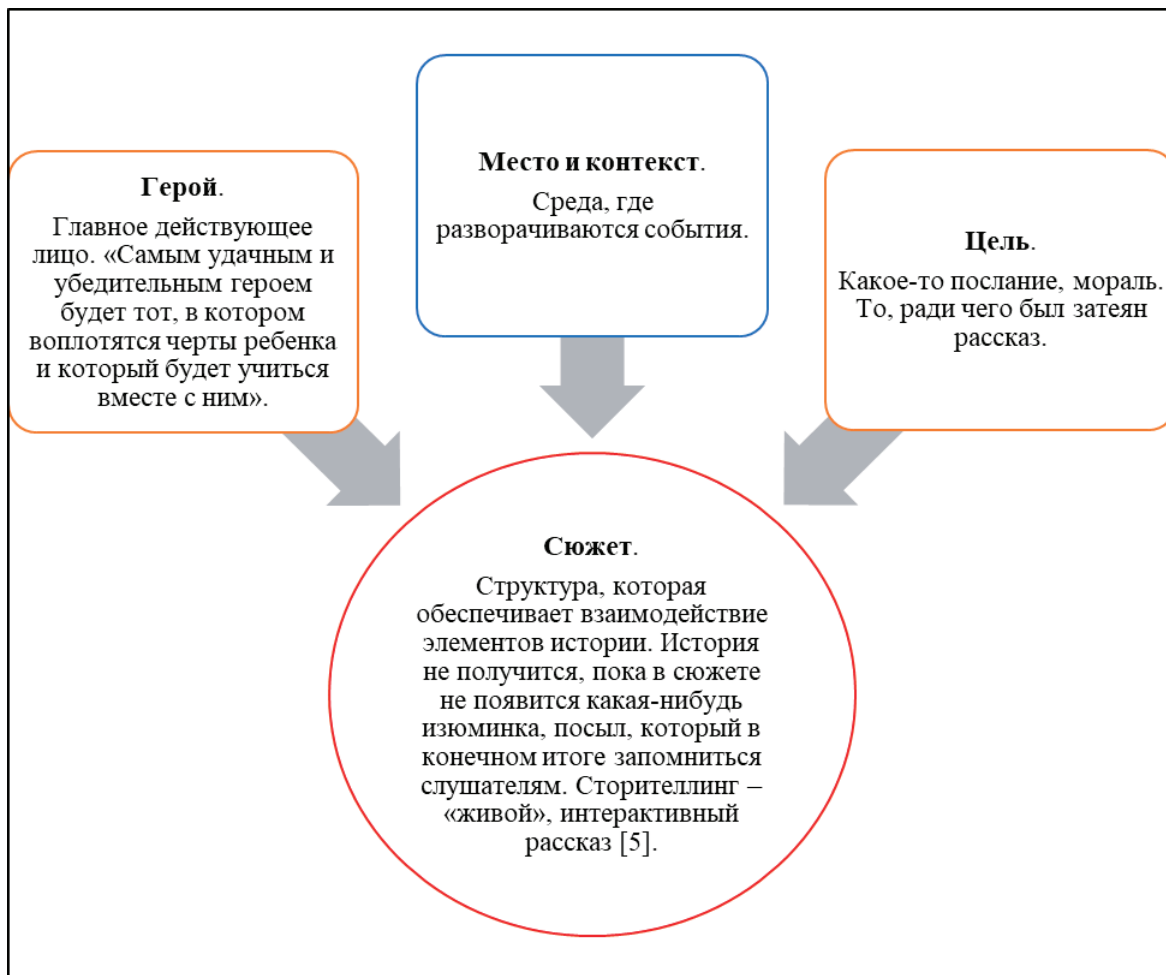 Герой.
Главное действующее
лицо. «Самым удачным и
убедительным героем
будет тот, в котором
воплотятся черты ребенка
и который будет учиться
вместе с ним».
Место и контекст.
Среда, где
разворачиваются события.
Цель.
Какое-то послание, мораль.
То, ради чего был затеян
рассказ.
Сюжет.
Структура, которая
обеспечивает взаимодействие
элементов истории. История
не получится, пока в сюжете
не появится какая-нибудь
изюминка, посыл, который в
конечном итоге запомниться
слушателям. Сторителлинг –
«живой», интерактивный
рассказ [5].